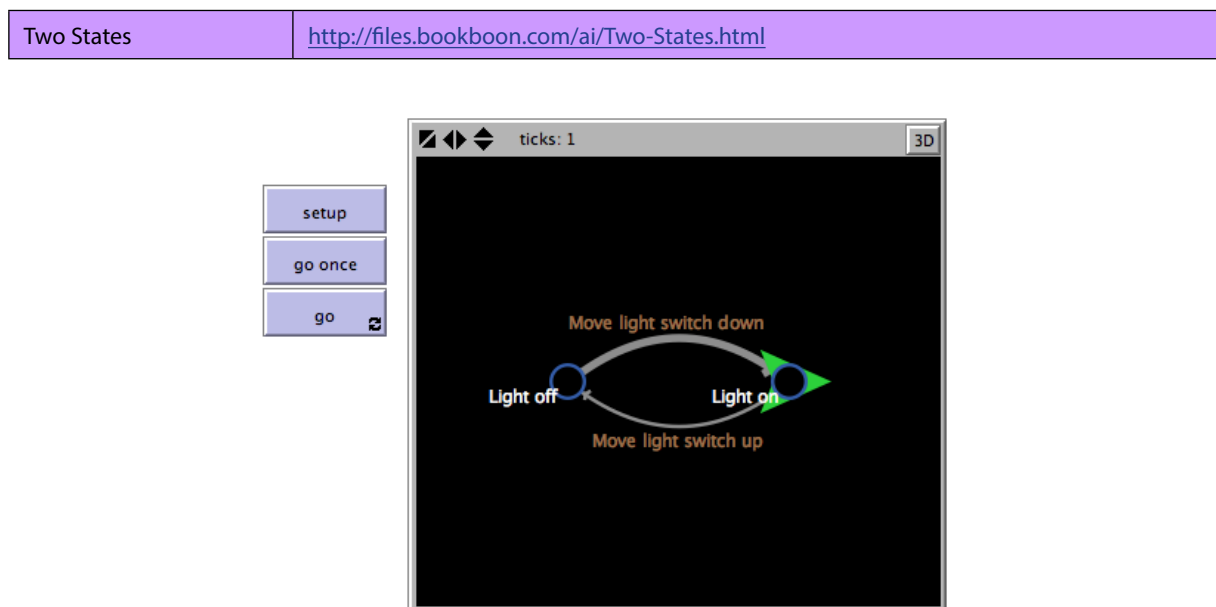 Two States http://files.bookboon.com/ai/Two-States.html
ticks: 1 3D
setup
go once
go
Move light switch down
Light off Light on
Move light switch up